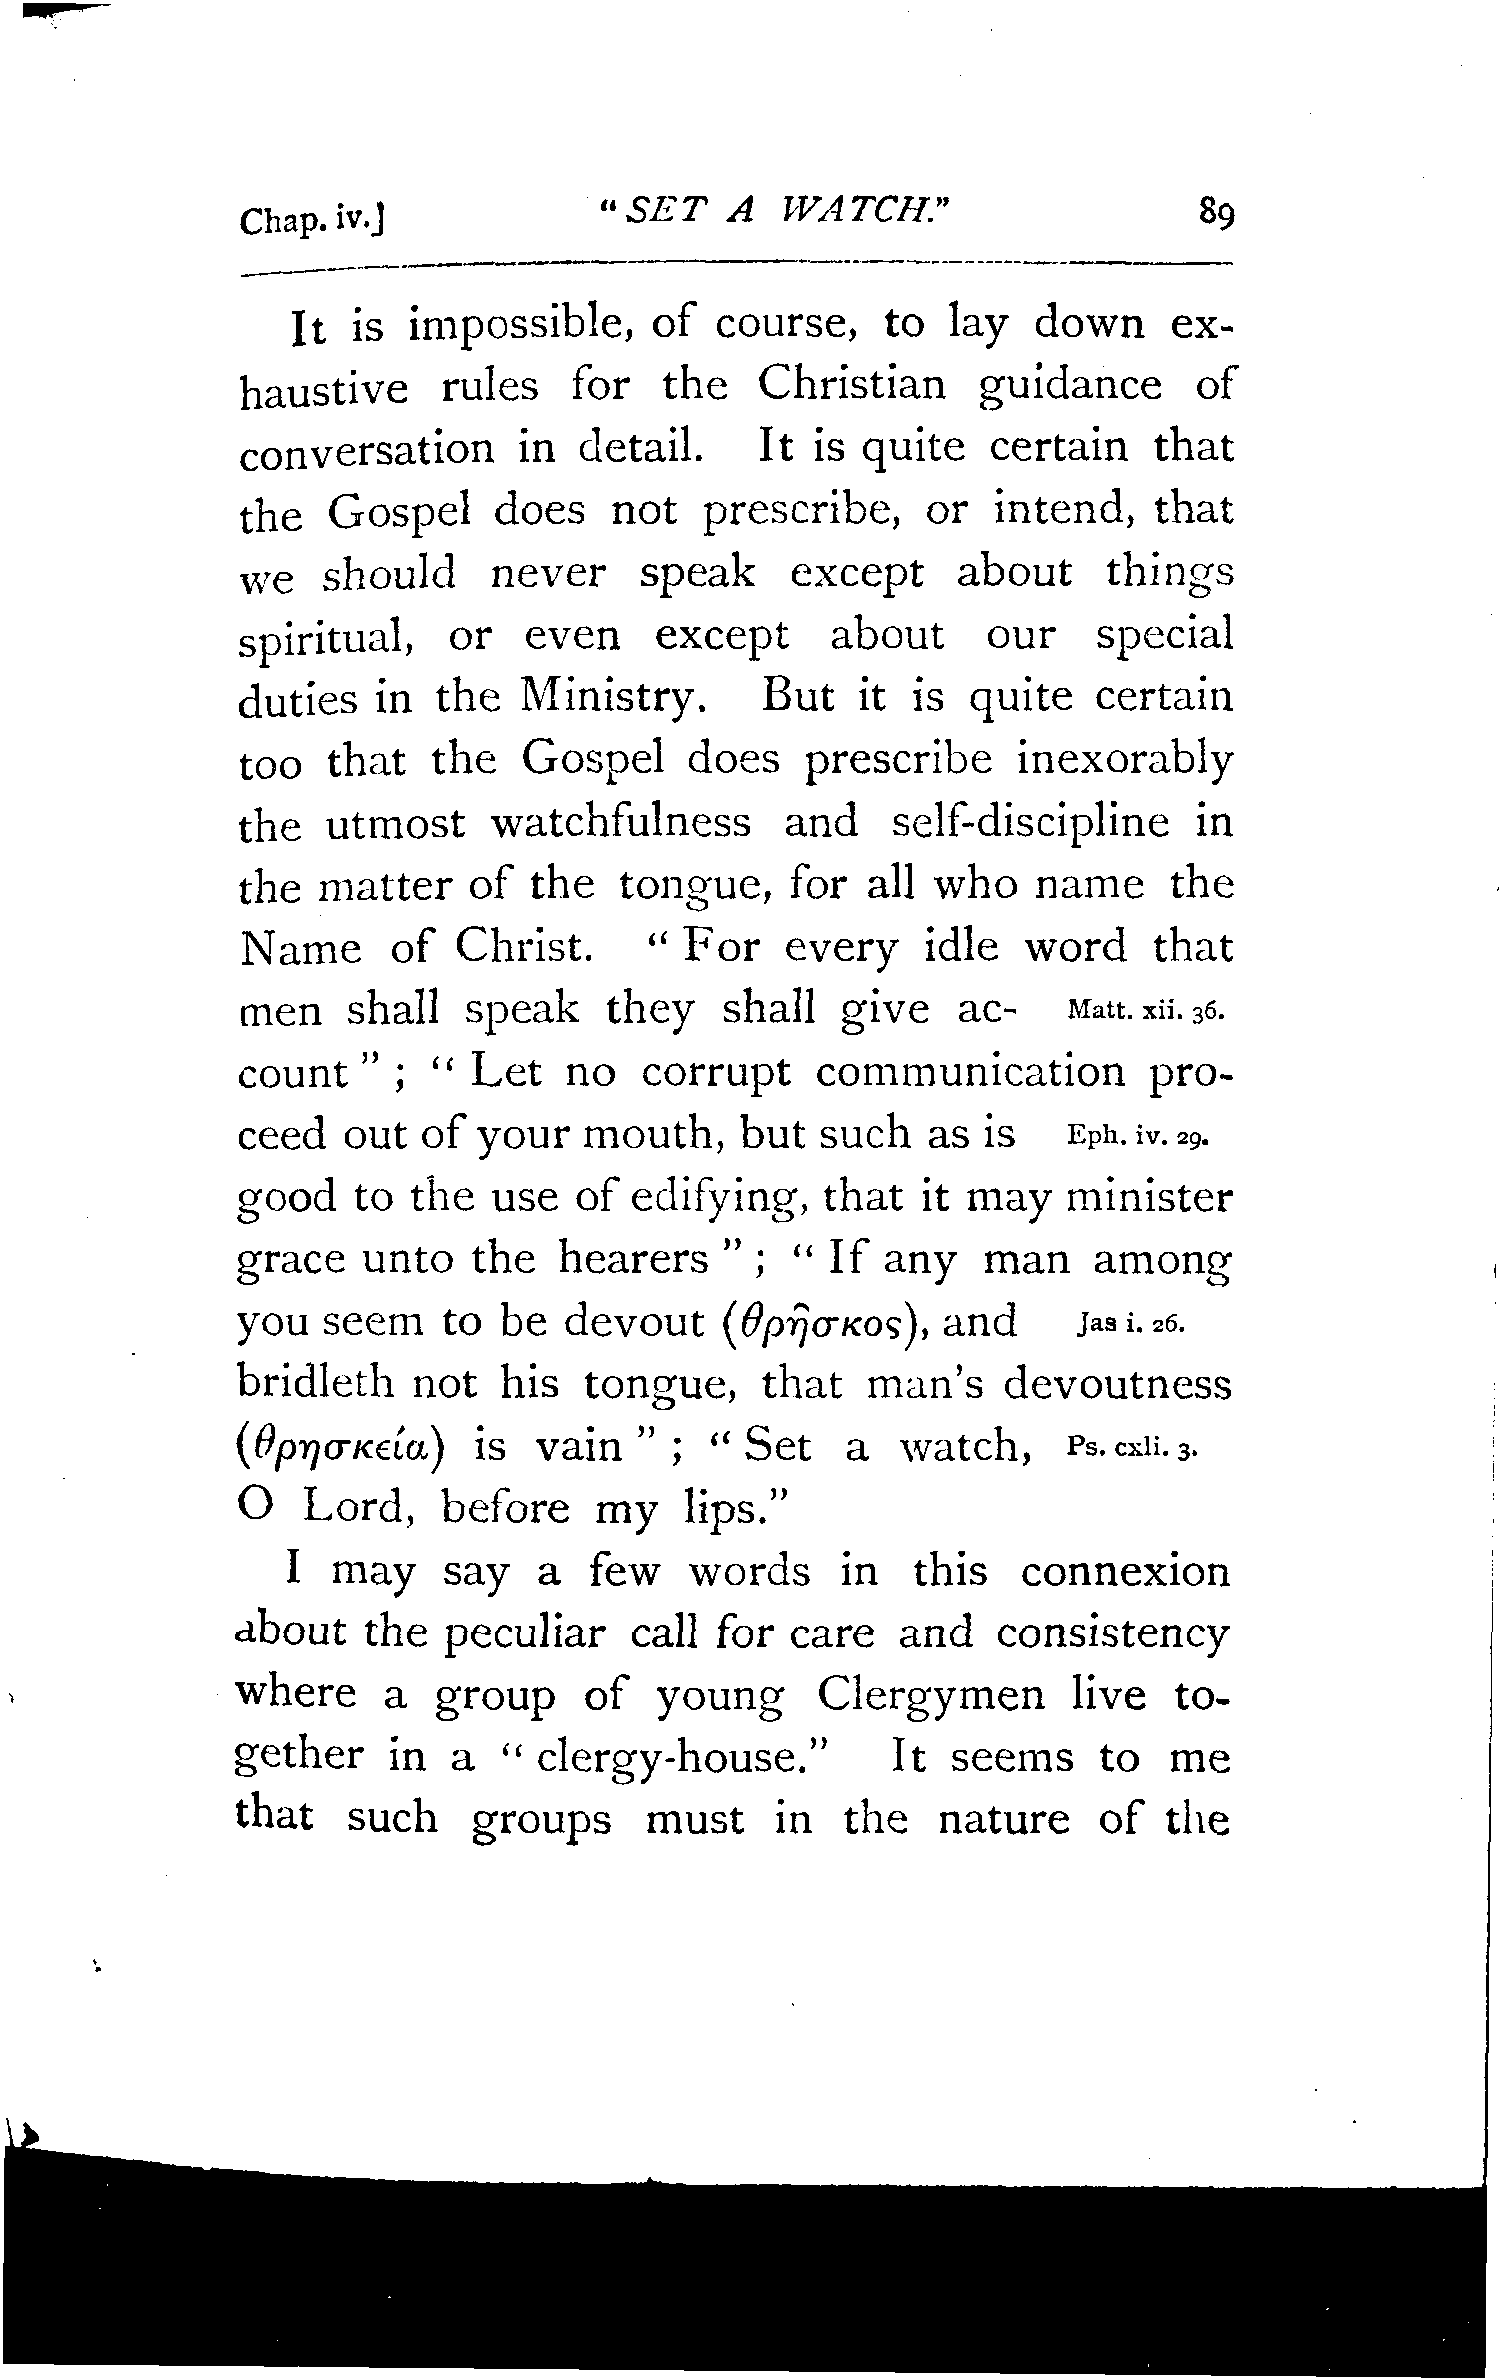 Chap. iv.] "SET A WATCH." 89
It is impossible, of course, to lay down ex-
haustive rules for the Christian guidance of
conversation in detail. It is quite certain that
the Gospel does not prescribe, or intend, that
we should never speak except about things
spiritual, or even except about our special
duties in the Ministry. But it is quite certain
too that the Gospel does prescribe inexorably
the utmost watchfulness and self-discipline in
the matter of the tongue, for all who name the
Name of Christ. "For every idle word that
men shall speak they shall give ac- Matt. xii. 36.
count"; "Let no corrupt communication pro-
ceed out of your mouth, but such as is Eph. iv. 29.
good to the use of edifying, that it may minister
grace unto the hearers"; "If any man among
you seem to be devout (θρῆσκος), and Jas i. 26.
bridleth not his tongue, that man's devoutness
(θρησκεία) is vain"; "Set a watch, Ps. cxli. 3.
O Lord, before my lips."
I may say a few words in this connexion
about the peculiar call for care and consistency
where a group of young Clergymen live to-
gether in a "clergy-house." It seems to me
that such groups must in the nature of the